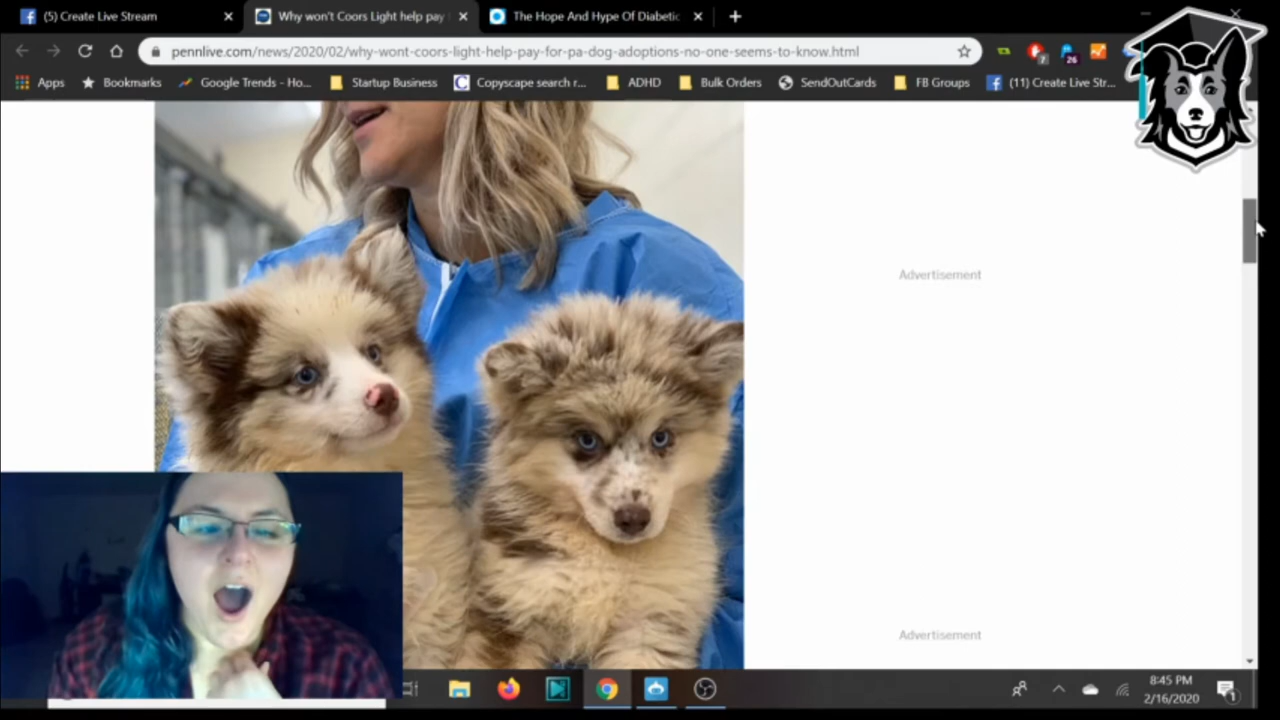 (5) Create Live Stream
Why won't Coors Light help pay
The Hope And Hype Of Diabetic
pennlive.com/news/2020/02/why-wont-coors-light-help-pay-for-pa-dog-adoptions-no-one-seems-to-know.html
7
26
Apps
Bookmarks
Google Trends - Ho...
Startup Business
Copyscape search r...
ADHD
Bulk Orders
SendOutCards
FB Groups
(11) Create Live Str...
Advertisement
Advertisement
8:45 PM
2/16/2020
1